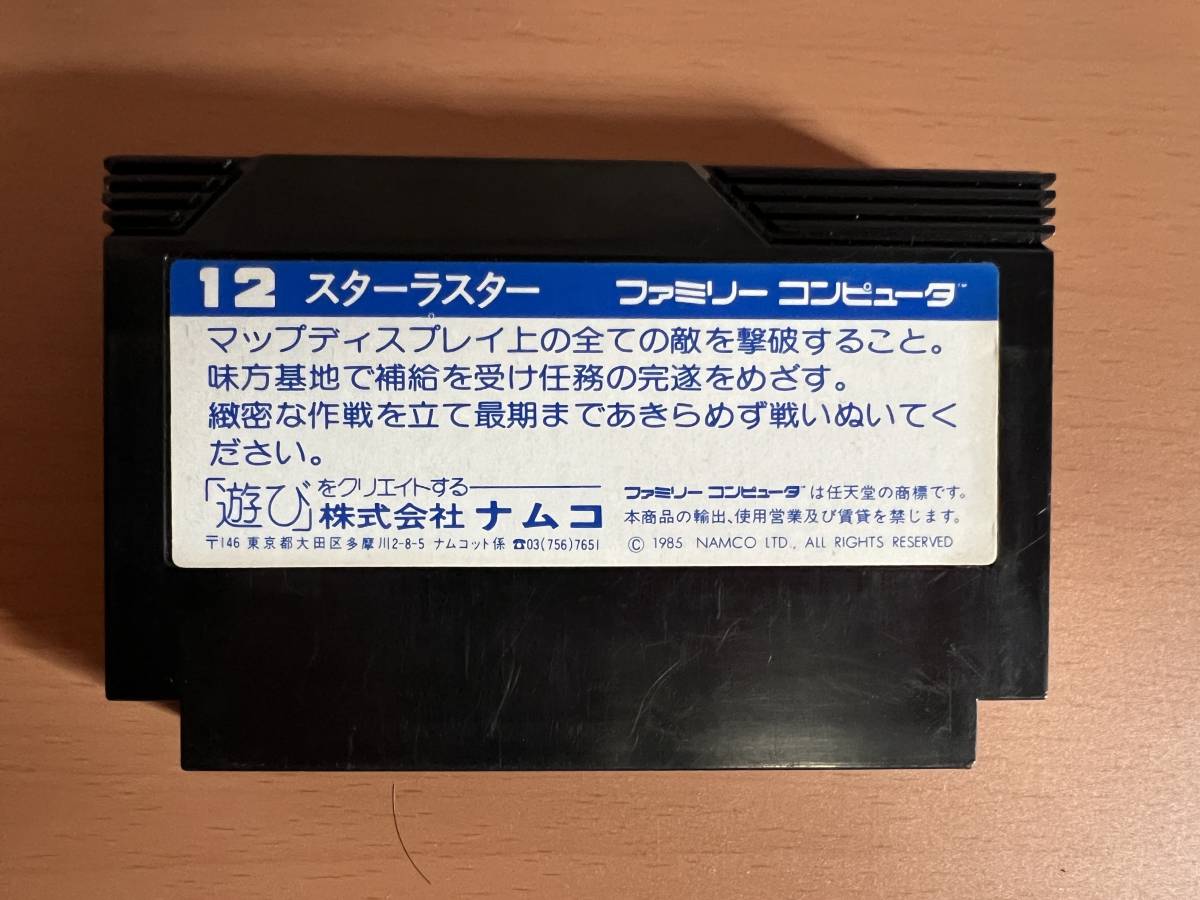 12 スターラスター ファミリー コンピュータ™
マップディスプレイ上の全ての敵を撃破すること。
味方基地で補給を受け任務の完遂をめざす。
緻密な作戦を立て最期まであきらめず戦いぬいてく
ださい。
「遊び」をクリエイトする
株式会社 ナムコ
〒146 東京都大田区多摩川2-8-5 ナムコット係 ☎03(756)7651
ファミリー コンピュータ™は任天堂の商標です。
本商品の輸出、使用営業及び賃貸を禁じます。
© 1985 NAMCO LTD., ALL RIGHTS RESERVED